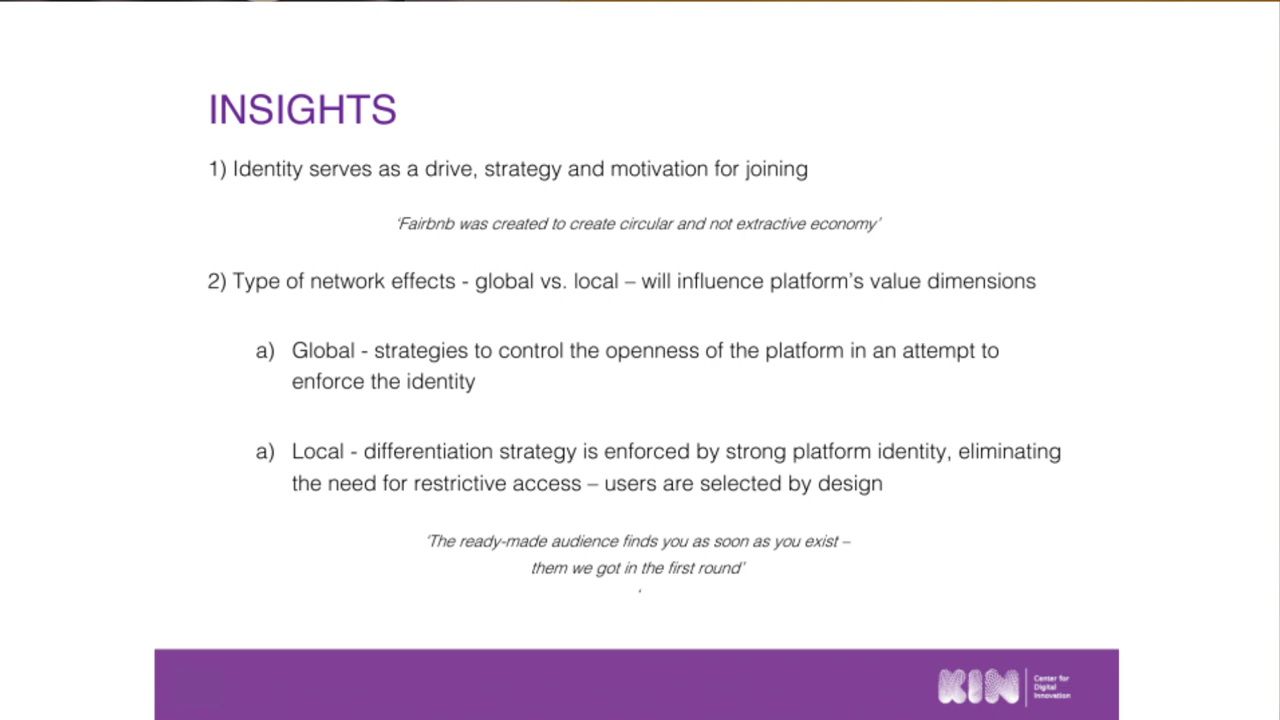 INSIGHTS
1) Identity serves as a drive, strategy and motivation for joining
‘Fairbnb was created to create circular and not extractive economy’
2) Type of network effects - global vs. local – will influence platform’s value dimensions
a) Global - strategies to control the openness of the platform in an attempt to
enforce the identity
a) Local - differentiation strategy is enforced by strong platform identity, eliminating
the need for restrictive access – users are selected by design
‘The ready-made audience finds you as soon as you exist –
them we got in the first round’
‘
KIN
Center for
Digital
Innovation